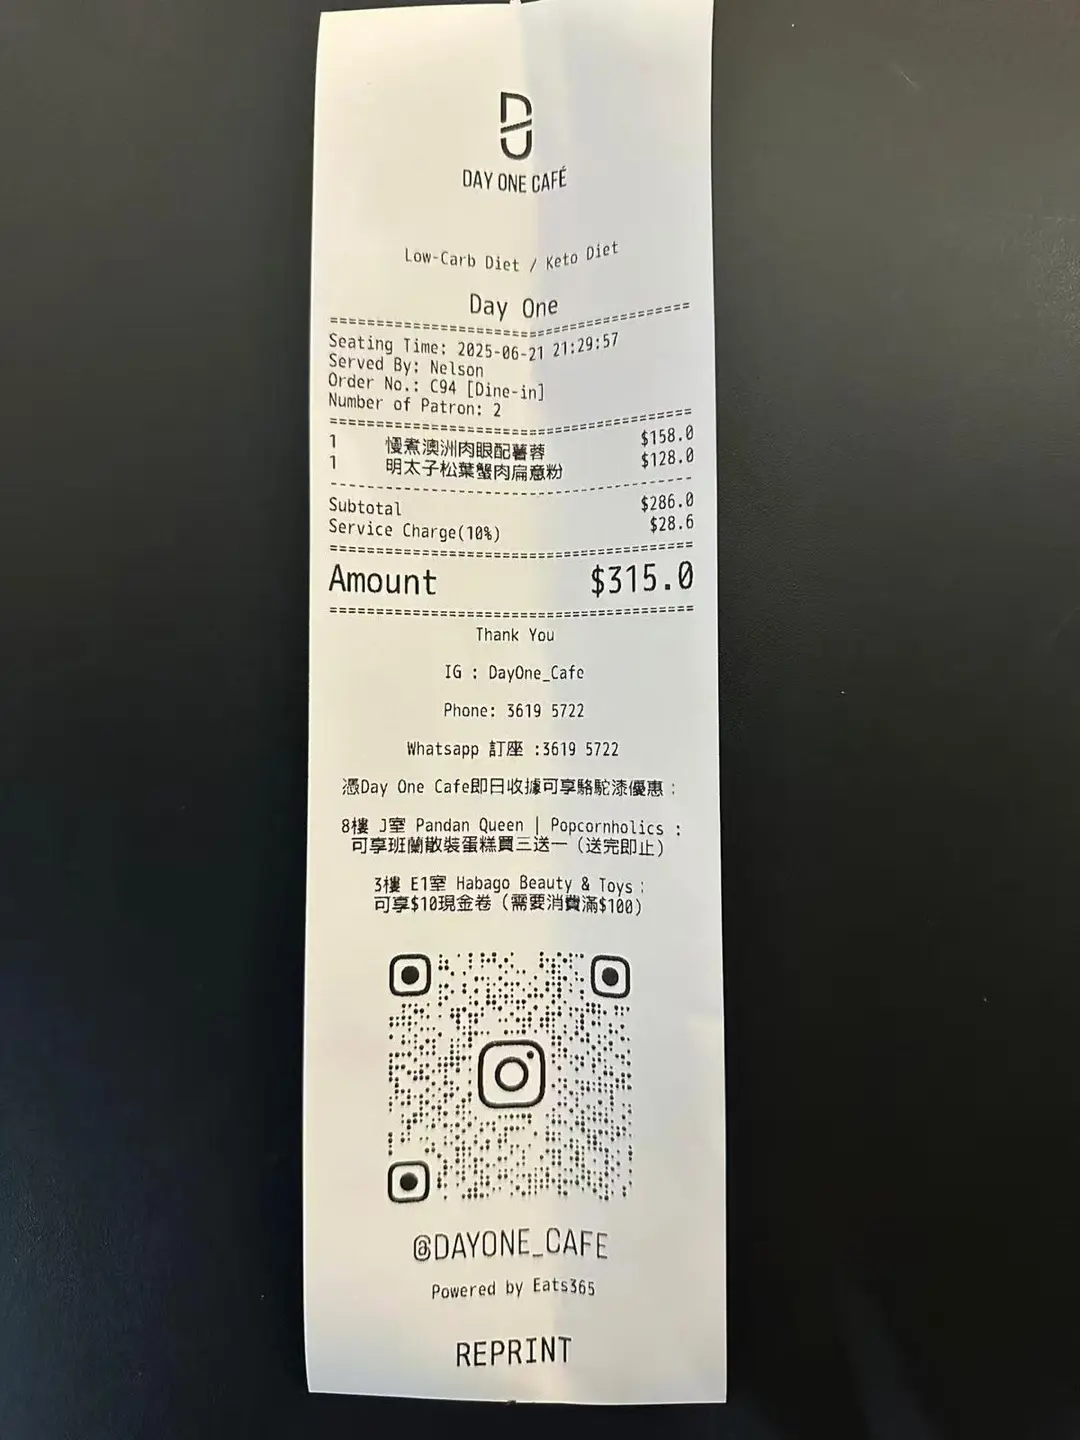 DAY ONE CAFÉ
Low-Carb Diet / Keto Diet
Day One
Seating Time: 2025-06-21 21:29:57
Served By: Nelson
Order No.: C94 [Dine-in]
Number of Patron: 2
1 慢煮澳洲肉眼配薯蓉 $158.0
1 明太子松葉蟹肉扁意粉 $128.0
Subtotal $286.0
Service Charge(10%) $28.6
Amount $315.0
Thank You
IG : DayOne_Cafe
Phone: 3619 5722
Whatsapp 訂座 :3619 5722
憑Day One Cafe即日收據可享駱駝漆優惠：
8樓 J室 Pandan Queen | Popcornholics :
可享班蘭散裝蛋糕買三送一（送完即止）
3樓 E1室 Habago Beauty & Toys：
可享$10現金卷（需要消費滿$100）
@DAYONE_CAFE
Powered by Eats365
REPRINT